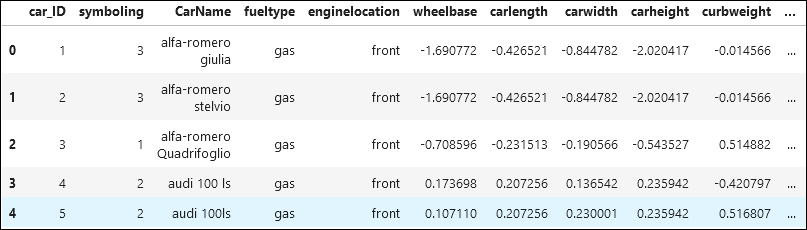 car_ID symboling CarName fueltype enginelocation wheelbase carlength carwidth carheight curbweight ...
0 1 3 alfa-romero giulia gas front -1.690772 -0.426521 -0.844782 -2.020417 -0.014566 ...
1 2 3 alfa-romero stelvio gas front -1.690772 -0.426521 -0.844782 -2.020417 -0.014566 ...
2 3 1 alfa-romero Quadrifoglio gas front -0.708596 -0.231513 -0.190566 -0.543527 0.514882 ...
3 4 2 audi 100 ls gas front 0.173698 0.207256 0.136542 0.235942 -0.420797 ...
4 5 2 audi 100ls gas front 0.107110 0.207256 0.230001 0.235942 0.516807 ...